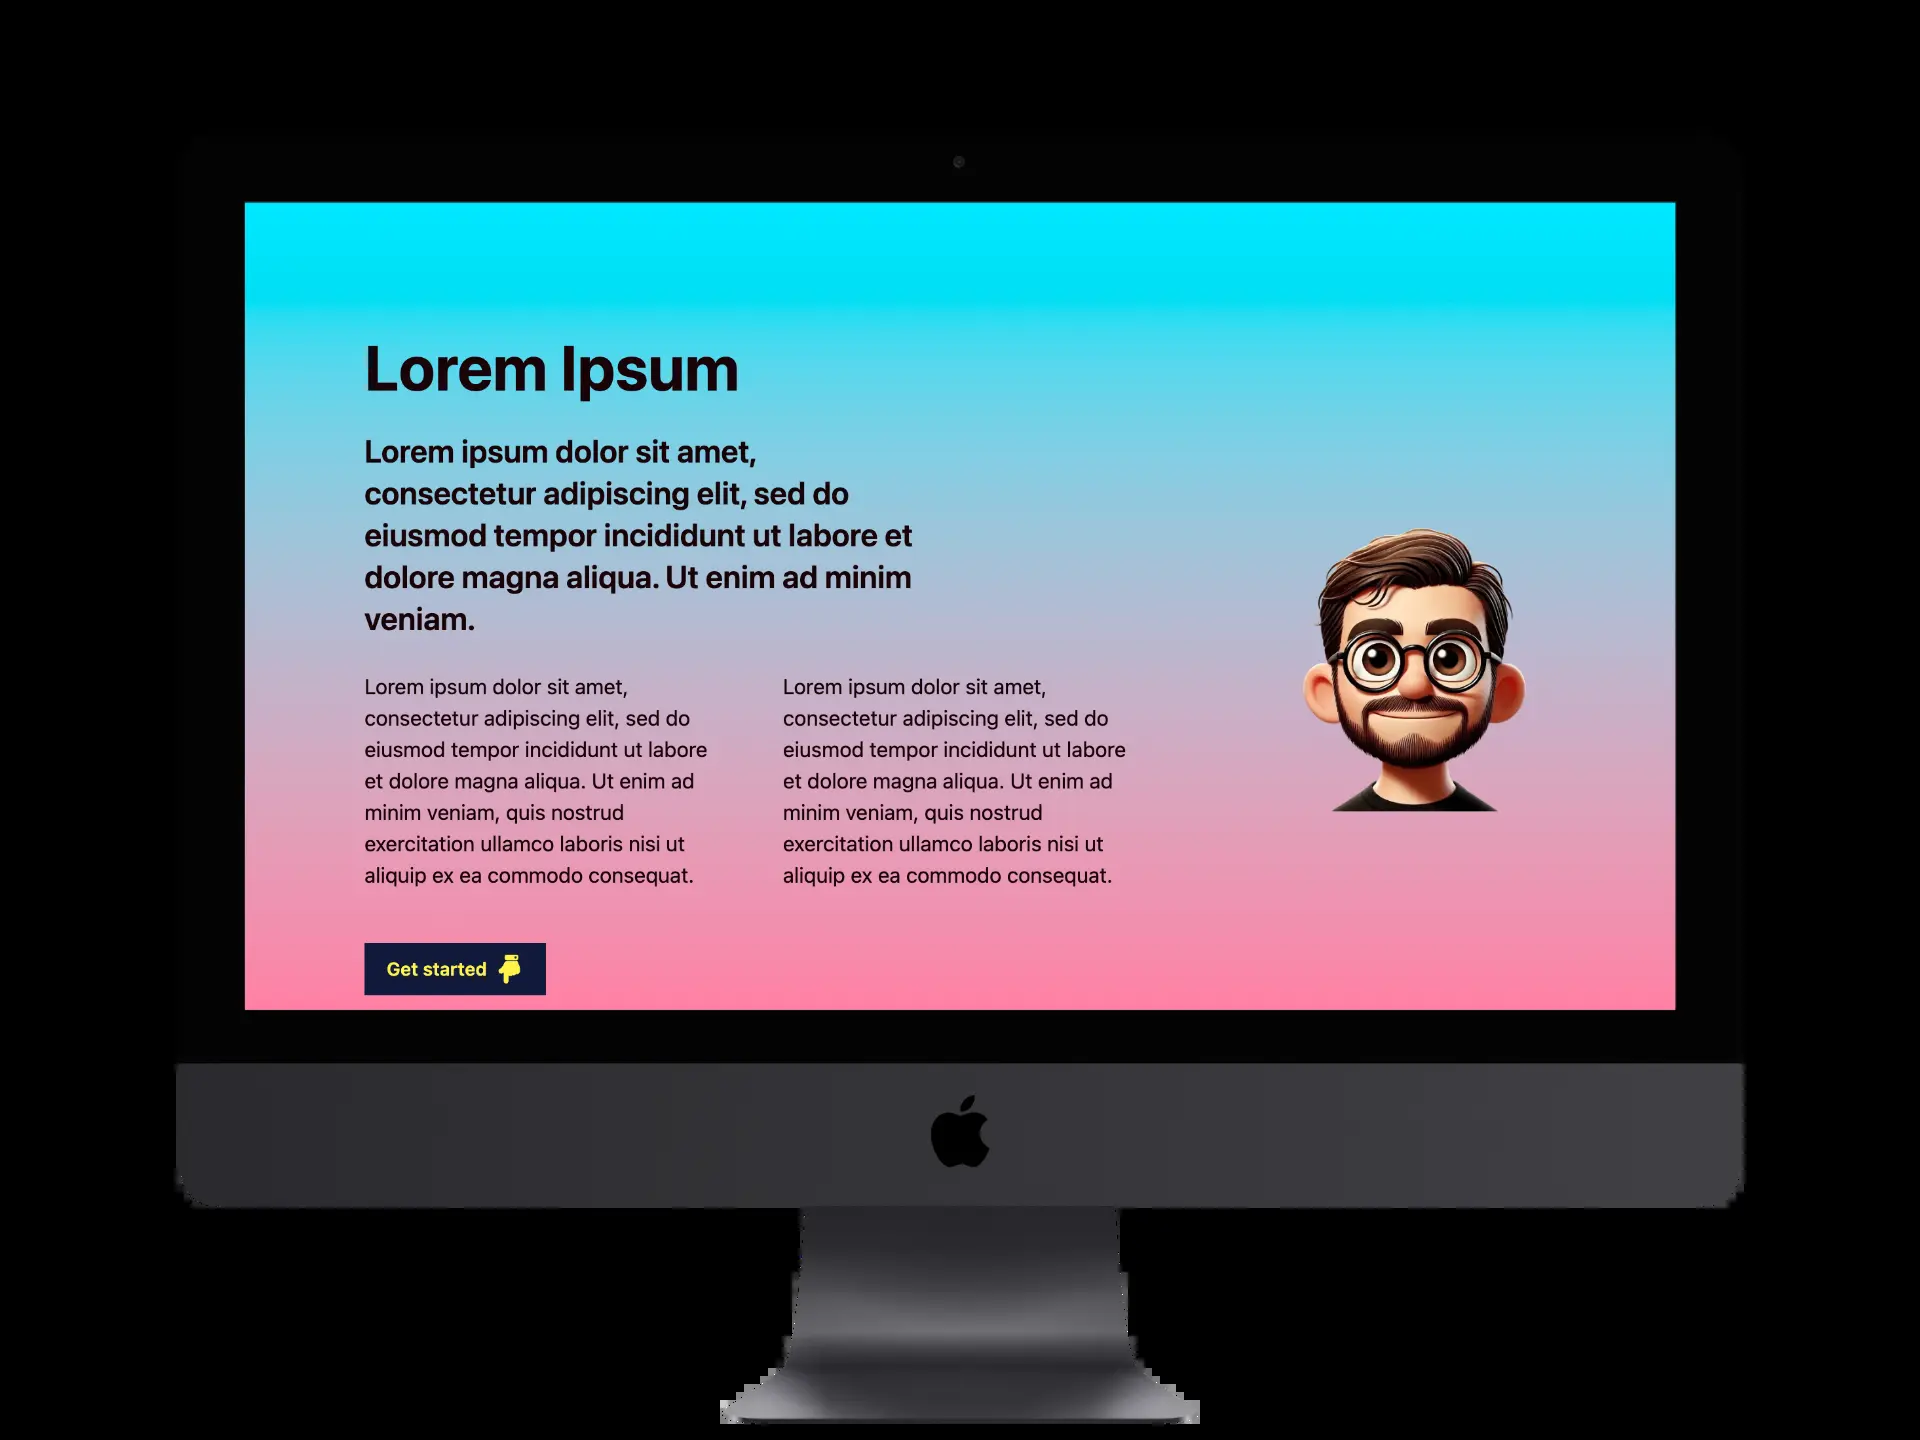 Lorem Ipsum
Lorem ipsum dolor sit amet,
consectetur adipiscing elit, sed do
eiusmod tempor incididunt ut labore et
dolore magna aliqua. Ut enim ad minim
veniam.
Lorem ipsum dolor sit amet,
consectetur adipiscing elit, sed do
eiusmod tempor incididunt ut labore
et dolore magna aliqua. Ut enim ad
minim veniam, quis nostrud
exercitation ullamco laboris nisi ut
aliquip ex ea commodo consequat.
Lorem ipsum dolor sit amet,
consectetur adipiscing elit, sed do
eiusmod tempor incididunt ut labore
et dolore magna aliqua. Ut enim ad
minim veniam, quis nostrud
exercitation ullamco laboris nisi ut
aliquip ex ea commodo consequat.
Get started